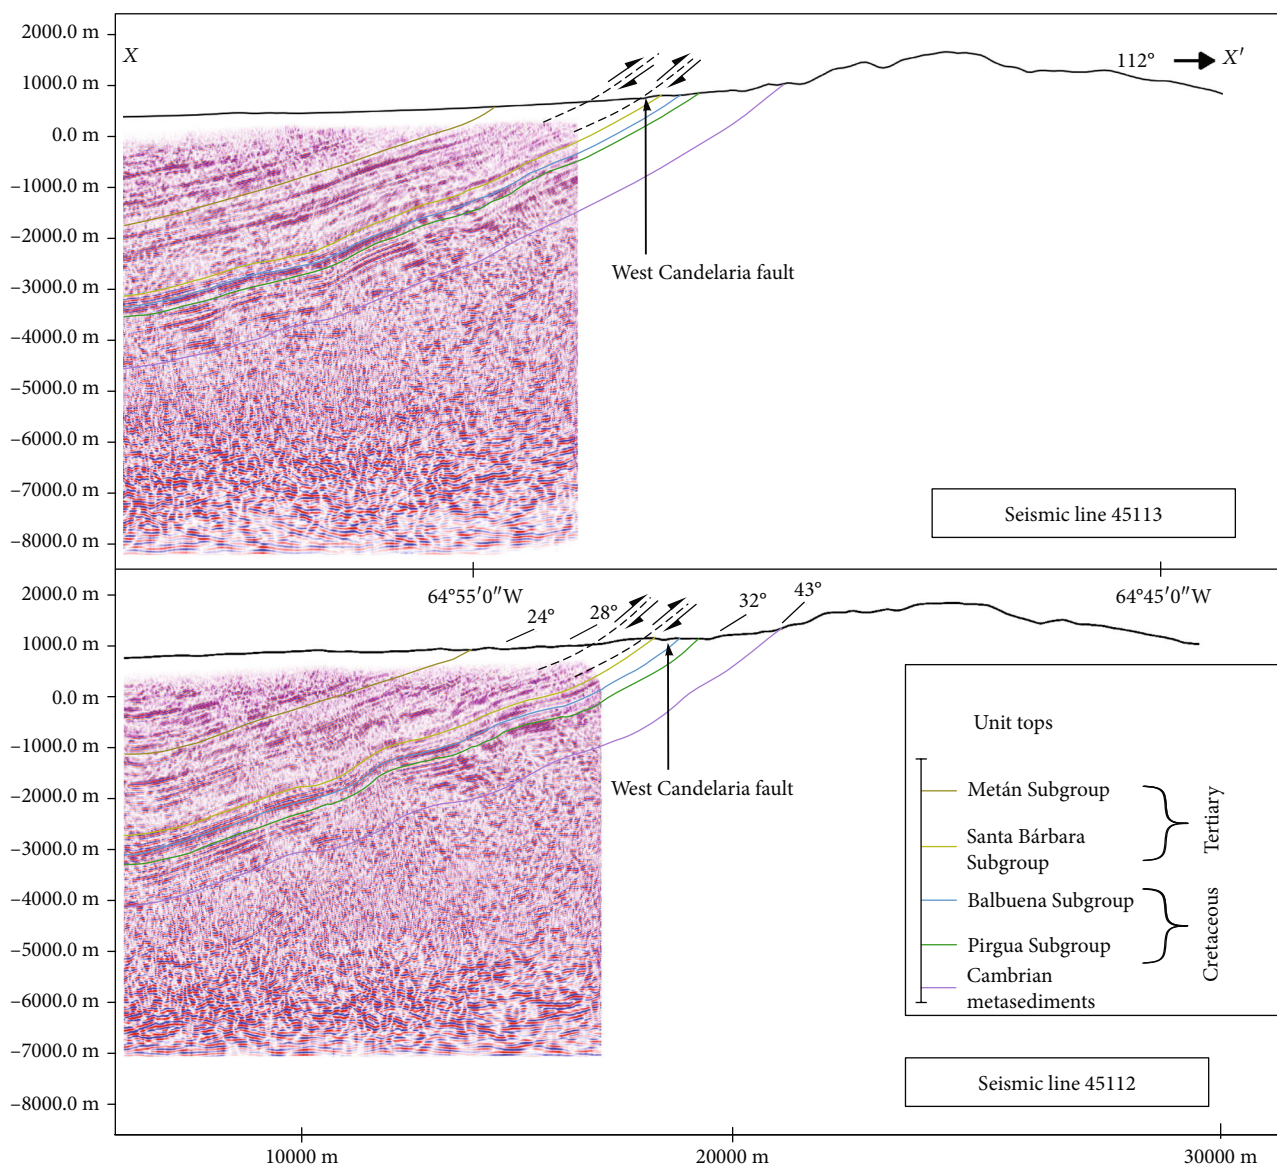 2000.0 m
X
112°
X′
1000.0 m
0.0 m
–1000.0 m
–2000.0 m
West Candelaria fault
–3000.0 m
–4000.0 m
–5000.0 m
–6000.0 m
–7000.0 m
Seismic line 45113
–8000.0 m
2000.0 m
64°55′0″W
64°45′0″W
24°
28°
32°
43°
1000.0 m
0.0 m
–1000.0 m
West Candelaria fault
–2000.0 m
–3000.0 m
–4000.0 m
–5000.0 m
–6000.0 m
–7000.0 m
–8000.0 m
Unit tops
Metán Subgroup
Santa Bárbara
Subgroup
Tertiary
Balbuena Subgroup
Pirgua Subgroup
Cambrian
metasediments
Cretaceous
Seismic line 45112
10000 m
20000 m
30000 m